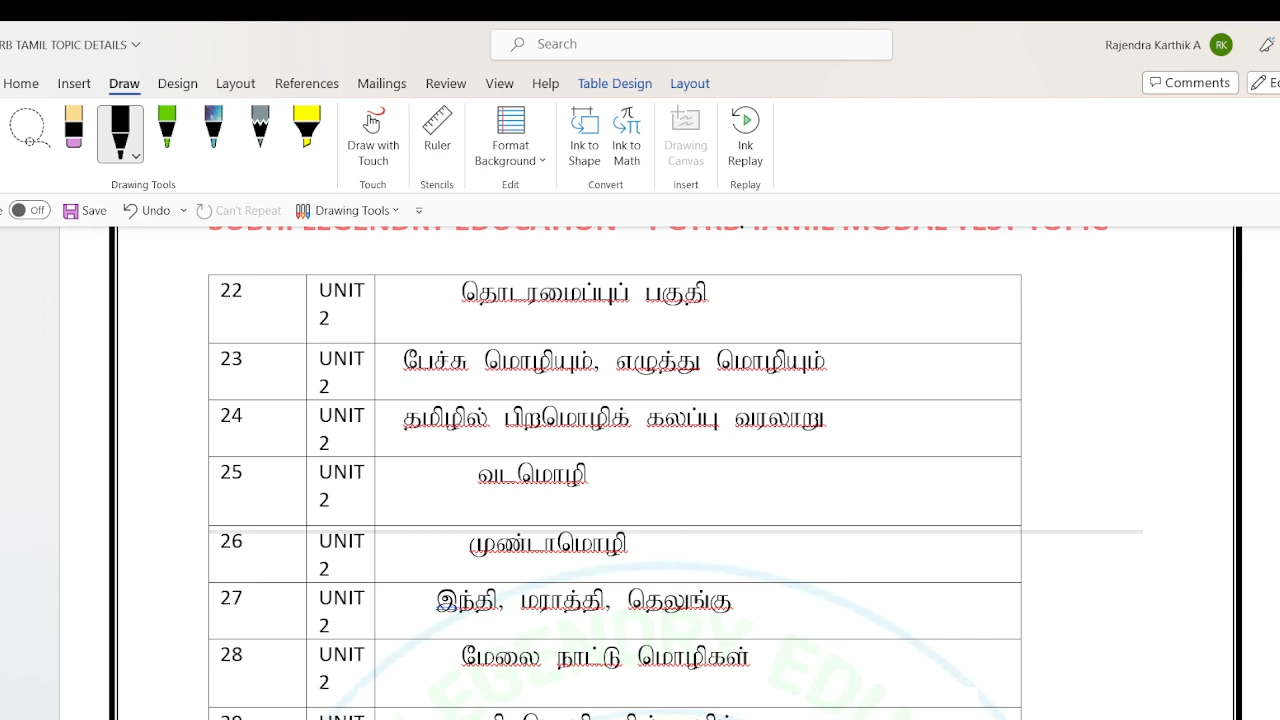 RB TAMIL TOPIC DETAILS
Search
Rajendra Karthik A RK
Home Insert Draw Design Layout References Mailings Review View Help Table Design Layout
Comments
Draw with Touch
Ruler
Format Background
Ink to Shape
Ink to Math
Drawing Canvas
Ink Replay
Drawing Tools Touch Stencils Edit Convert Insert Replay
Off Save Undo Can't Repeat Drawing Tools
22 UNIT 2 தொடரமைப்புப் பகுதி
23 UNIT 2 பேச்சு மொழியும், எழுத்து மொழியும்
24 UNIT 2 தமிழில் பிறமொழிக் கலப்பு வரலாறு
25 UNIT 2 வடமொழி
26 UNIT 2 முண்டாமொழி
27 UNIT 2 இந்தி, மராத்தி, தெலுங்கு
28 UNIT 2 மேலை நாட்டு மொழிகள்